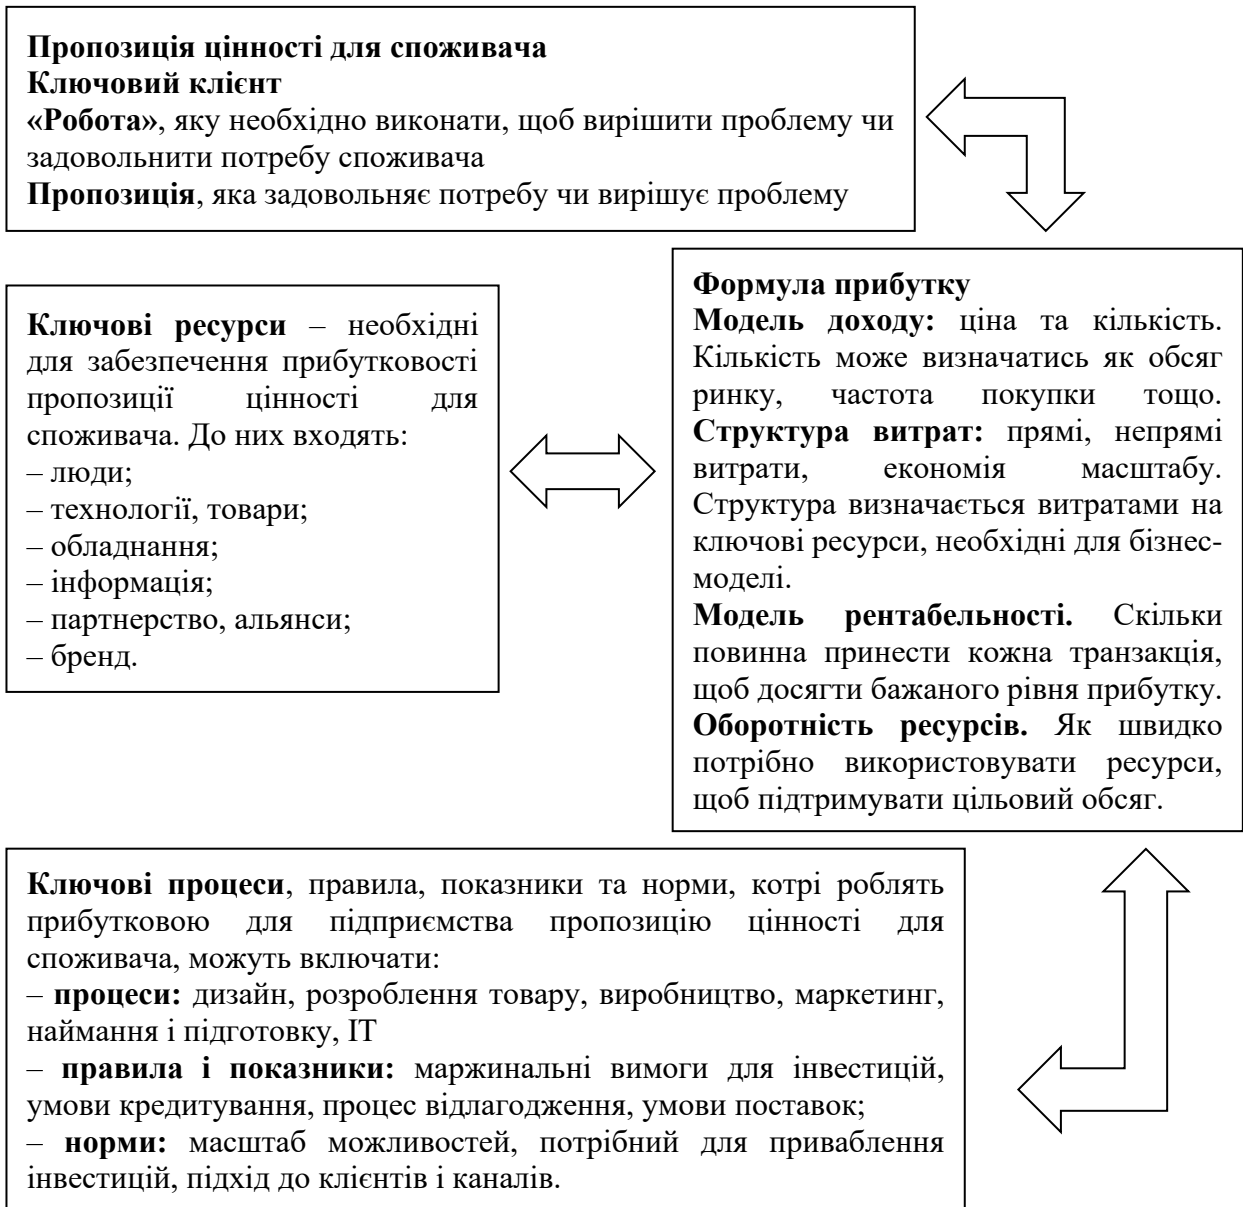 Пропозиція цінності для споживача
Ключовий клієнт
«Робота», яку необхідно виконати, щоб вирішити проблему чи
задовольнити потребу споживача
Пропозиція, яка задовольняє потребу чи вирішує проблему
Ключові ресурси – необхідні
для забезпечення прибутковості
пропозиції цінності для
споживача. До них входять:
– люди;
– технології, товари;
– обладнання;
– інформація;
– партнерство, альянси;
– бренд.
Формула прибутку
Модель доходу: ціна та кількість.
Кількість може визначатись як обсяг
ринку, частота покупки тощо.
Структура витрат: прямі, непрямі
витрати, економія масштабу.
Структура визначається витратами на
ключові ресурси, необхідні для бізнес-
моделі.
Модель рентабельності. Скільки
повинна принести кожна транзакція,
щоб досягти бажаного рівня прибутку.
Оборотність ресурсів. Як швидко
потрібно використовувати ресурси,
щоб підтримувати цільовий обсяг.
Ключові процеси, правила, показники та норми, котрі роблять
прибутковою для підприємства пропозицію цінності для
споживача, можуть включати:
– процеси: дизайн, розроблення товару, виробництво, маркетинг,
наймання і підготовку, ІТ
– правила і показники: маржинальні вимоги для інвестицій,
умови кредитування, процес відлагодження, умови поставок;
– норми: масштаб можливостей, потрібний для приваблення
інвестицій, підхід до клієнтів і каналів.